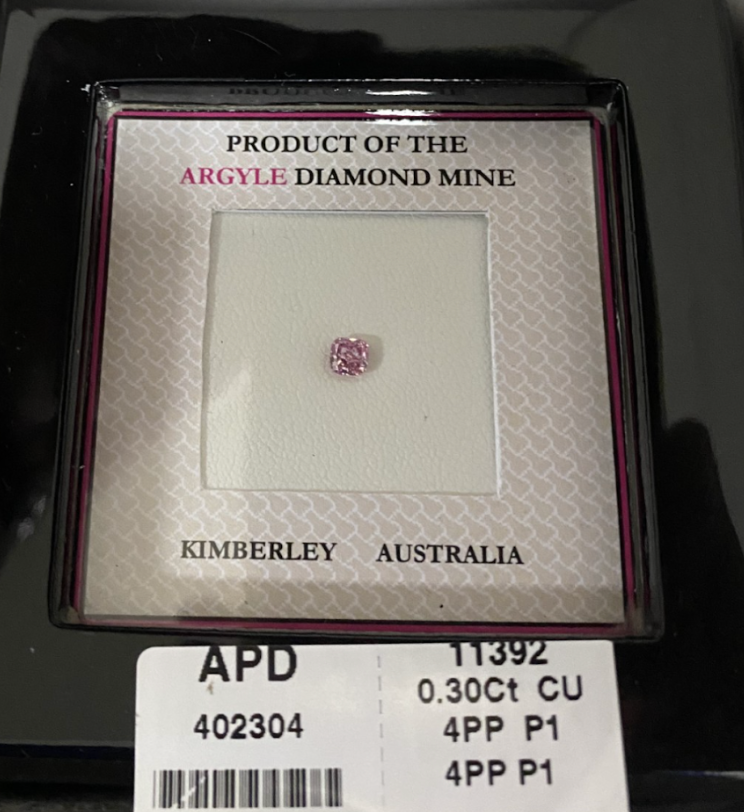 PRODUCT OF THE
ARGYLE DIAMOND MINE
KIMBERLEY AUSTRALIA
APD
402304
11392
0.30Ct CU
4PP P1
4PP P1